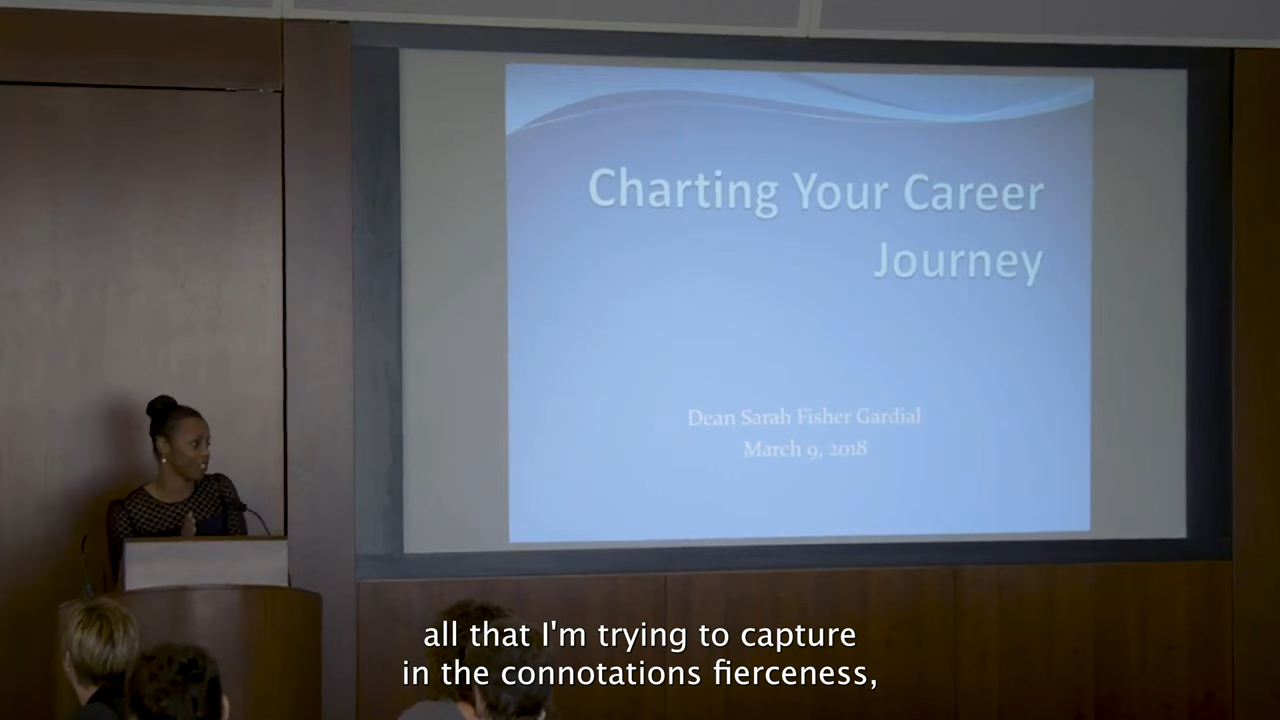 Charting Your Career
Journey
Dean Sarah Fisher Gardial
March 9, 2018
all that I'm trying to capture
in the connotations fierceness,